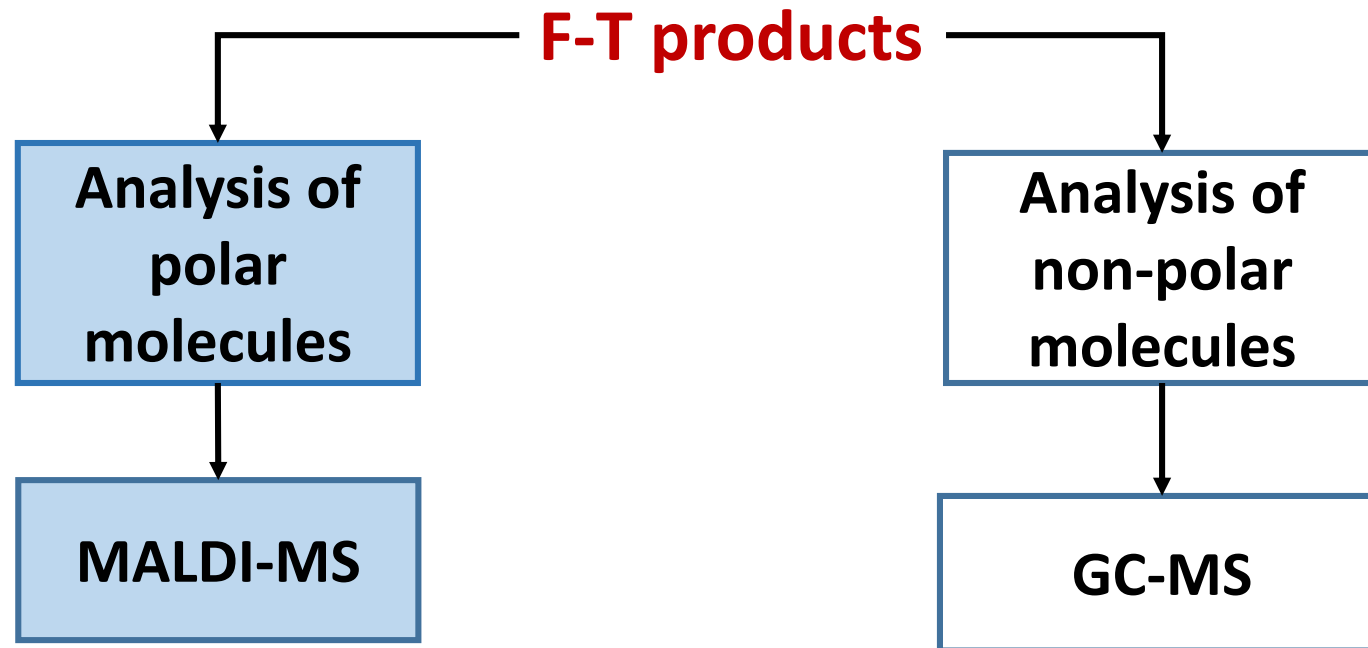 F-T products
Analysis of
polar
molecules
MALDI-MS
Analysis of
non-polar
molecules
GC-MS